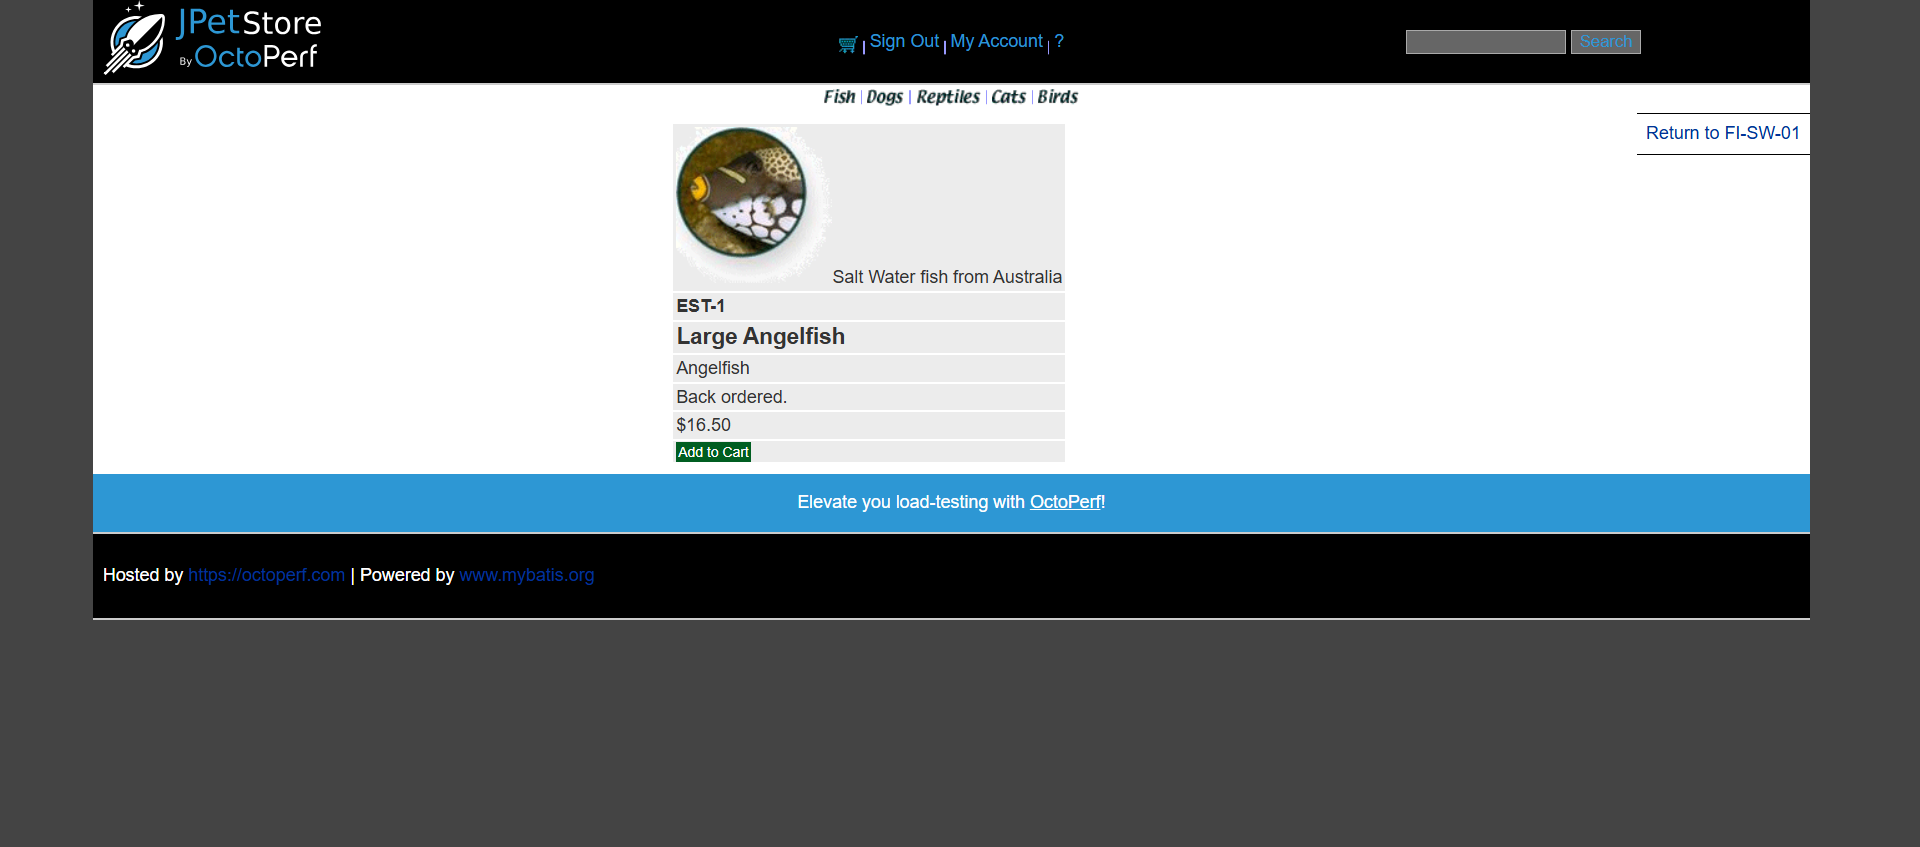 JPetStore
By OctoPerf
| Sign Out | My Account | ?
Search
Fish | Dogs | Reptiles | Cats | Birds
Return to FI-SW-01
Salt Water fish from Australia
EST-1
Large Angelfish
Angelfish
Back ordered.
$16.50
Add to Cart
Elevate you load-testing with OctoPerf!
Hosted by https://octoperf.com | Powered by www.mybatis.org